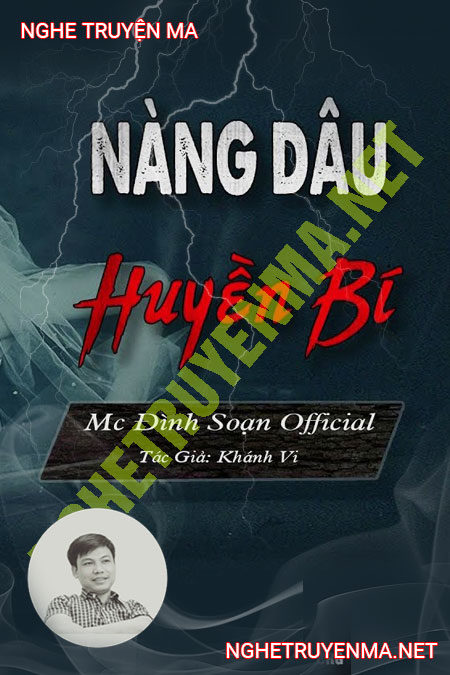 NGHE TRUYỆN MA
NÀNG DÂU
Huyền Bí
NGHETRUYENMA.NET
Mc Đình Soạn Official
Tác Giả: Khánh Vi
NGHETRUYENMA.NET